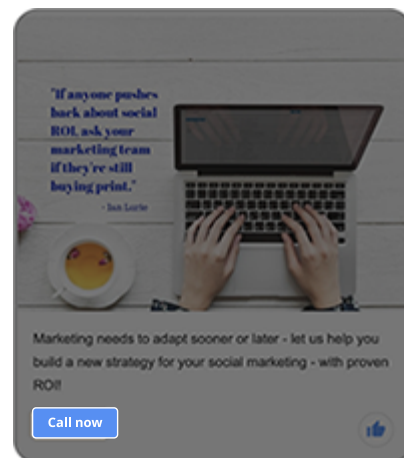 "If anyone pushes
back about social
ROI, ask your
marketing team
if they're still
buying print."
- Ian Lurie
Marketing needs to adapt sooner or later - let us help you
build a new strategy for your social marketing - with proven
ROI!
Call now